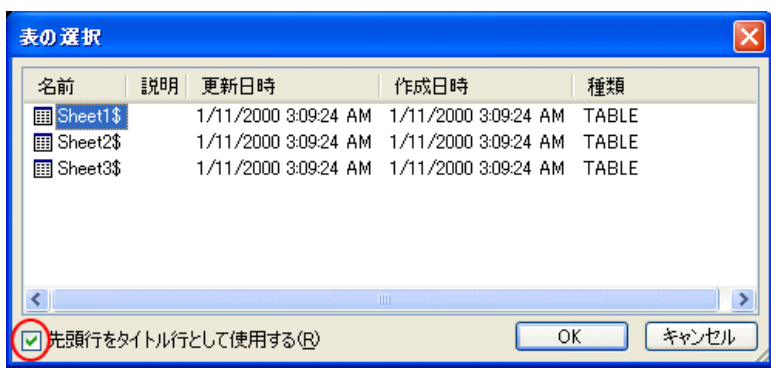 表の選択
名前 説明 更新日時 作成日時 種類
Sheet1$ 1/11/2000 3:09:24 AM 1/11/2000 3:09:24 AM TABLE
Sheet2$ 1/11/2000 3:09:24 AM 1/11/2000 3:09:24 AM TABLE
Sheet3$ 1/11/2000 3:09:24 AM 1/11/2000 3:09:24 AM TABLE
先頭行をタイトル行として使用する(R) OK キャンセル